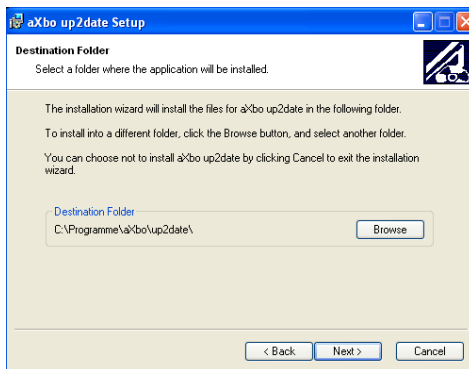 aXbo up2date Setup
Destination Folder
Select a folder where the application will be installed.
The installation wizard will install the files for aXbo up2date in the following folder.
To install into a different folder, click the Browse button, and select another folder.
You can choose not to install aXbo up2date by clicking Cancel to exit the installation
wizard.
Destination Folder
C:\Programme\aXbo\up2date\
Browse
< Back
Next >
Cancel